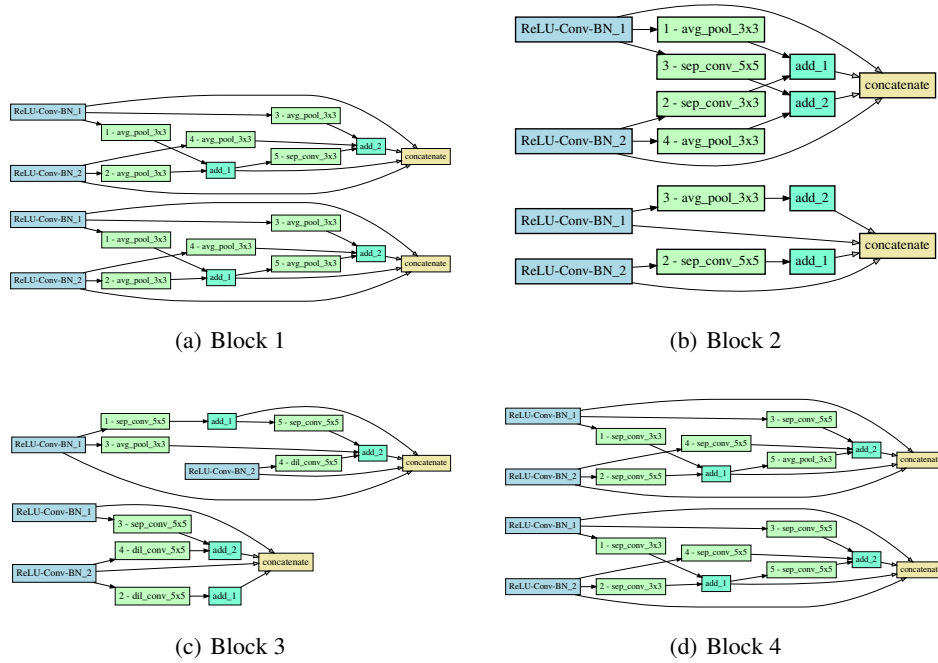 ReLU-Conv-BN_1
1 - avg_pool_3x3
3 - avg_pool_3x3
4 - avg_pool_3x3
add_2
5 - sep_conv_3x3
concatenate
ReLU-Conv-BN_2
2 - avg_pool_3x3
add_1
ReLU-Conv-BN_1
3 - avg_pool_3x3
1 - avg_pool_3x3
4 - avg_pool_3x3
add_2
5 - avg_pool_3x3
concatenate
ReLU-Conv-BN_2
2 - avg_pool_3x3
add_1
(a) Block 1
ReLU-Conv-BN_1
1 - avg_pool_3x3
3 - sep_conv_5x5
add_1
concatenate
2 - sep_conv_3x3
add_2
ReLU-Conv-BN_2
4 - avg_pool_3x3
3 - avg_pool_3x3
add_2
ReLU-Conv-BN_1
concatenate
ReLU-Conv-BN_2
2 - sep_conv_5x5
add_1
(b) Block 2
1 - sep_conv_5x5
add_1
5 - sep_conv_5x5
ReLU-Conv-BN_1
3 - avg_pool_3x3
add_2
concatenate
4 - dil_conv_5x5
ReLU-Conv-BN_2
ReLU-Conv-BN_1
3 - sep_conv_5x5
4 - dil_conv_5x5
add_2
concatenate
ReLU-Conv-BN_2
2 - dil_conv_5x5
add_1
(c) Block 3
ReLU-Conv-BN_1
3 - sep_conv_5x5
1 - sep_conv_3x3
4 - sep_conv_5x5
add_2
5 - avg_pool_3x3
concatenate
ReLU-Conv-BN_2
2 - sep_conv_5x5
add_1
ReLU-Conv-BN_1
3 - sep_conv_5x5
1 - sep_conv_3x3
4 - sep_conv_5x5
add_2
5 - sep_conv_5x5
concatenate
ReLU-Conv-BN_2
2 - sep_conv_3x3
add_1
(d) Block 4